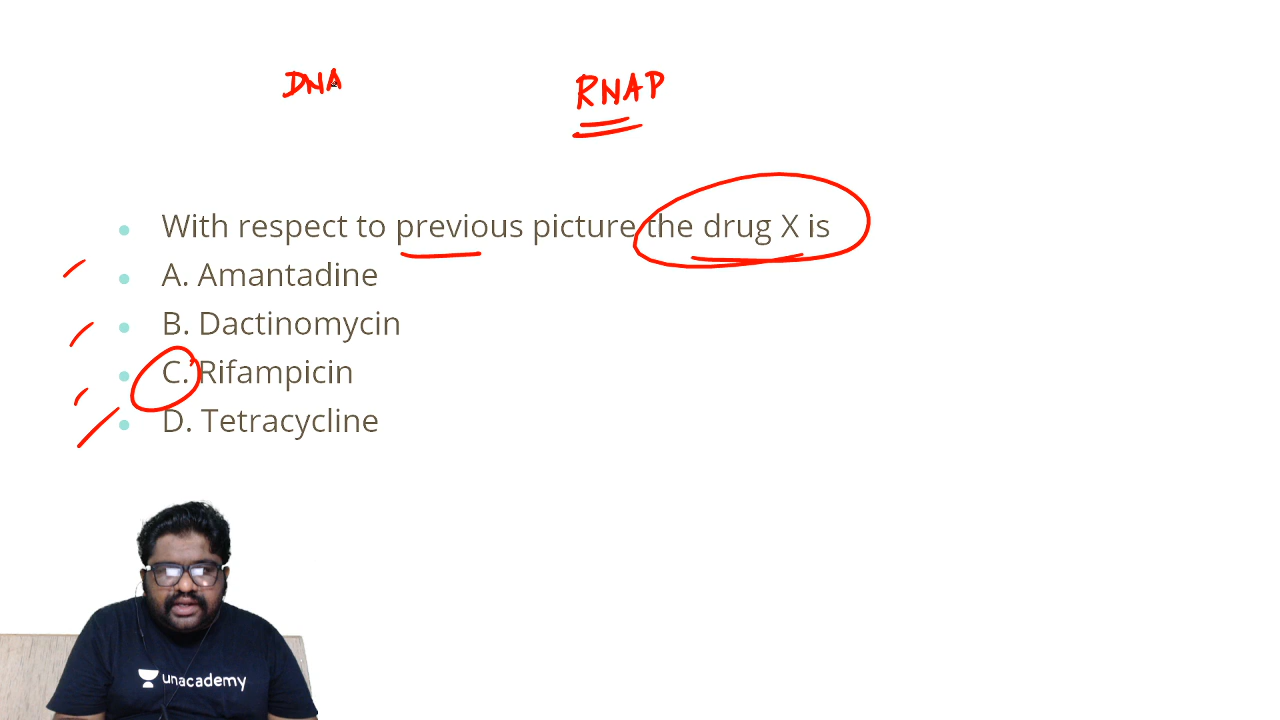 DNA RNAP
With respect to previous picture the drug X is
A. Amantadine
B. Dactinomycin
C. Rifampicin
D. Tetracycline
unacademy